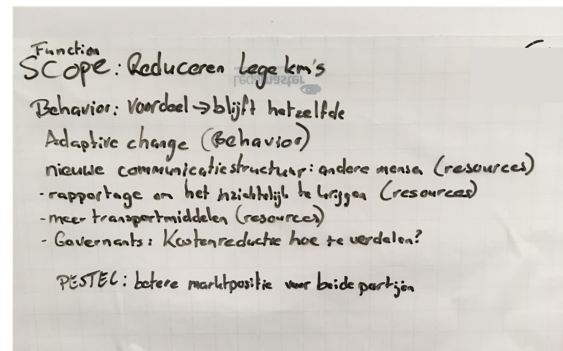 Function
SCOPE: Reduceren lege km's
Legamaster
Behavior: voordeel → blijft hetzelfde
Adaptive change (Behavior)
nieuwe communicatiestructuur: andere mensen (resources)
- rapportage om het inzichtelijk te krijgen (resources)
- meer transportmiddelen (resources)
- Governants: Kostenreductie hoe te verdelen?
PESTEL: betere marktpositie voor beide partijen